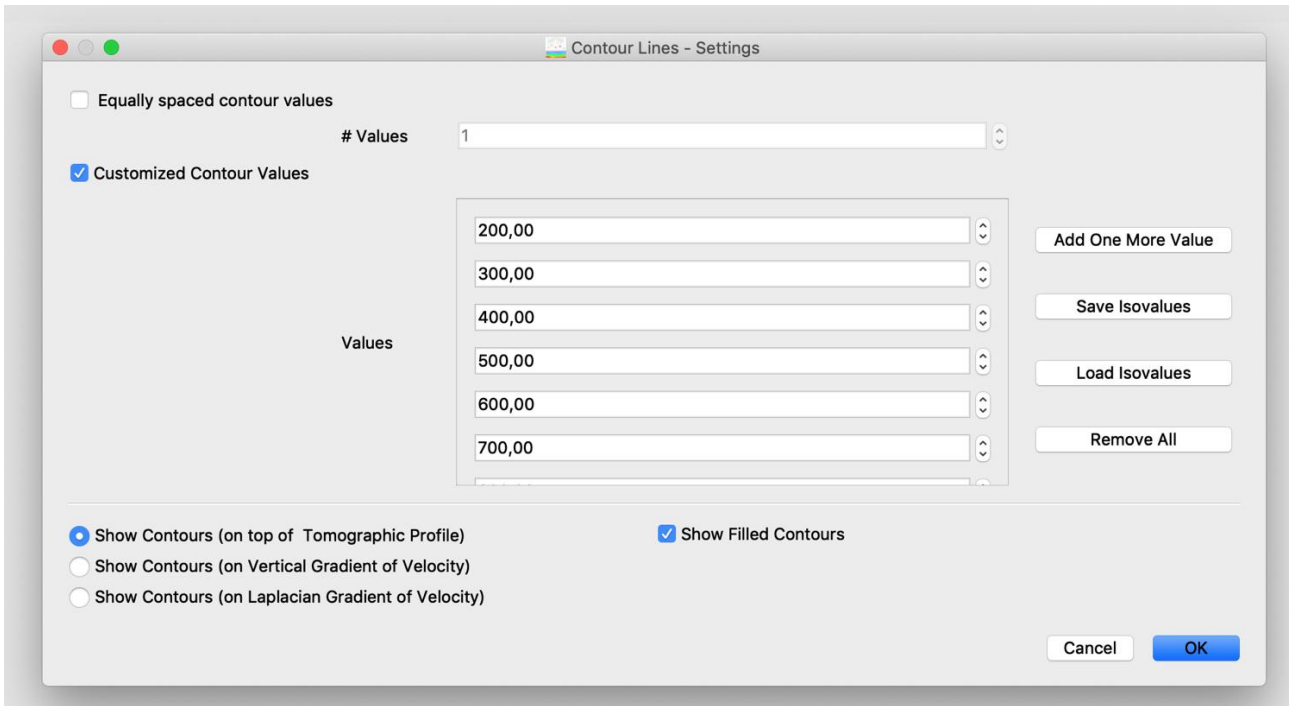 Contour Lines - Settings
Equally spaced contour values
# Values 1
Customized Contour Values
200,00
300,00
400,00
500,00
600,00
700,00
Values
Add One More Value
Save Isovalues
Load Isovalues
Remove All
Show Contours (on top of  Tomographic Profile)
Show Contours (on Vertical Gradient of Velocity)
Show Contours (on Laplacian Gradient of Velocity)
Show Filled Contours
Cancel OK